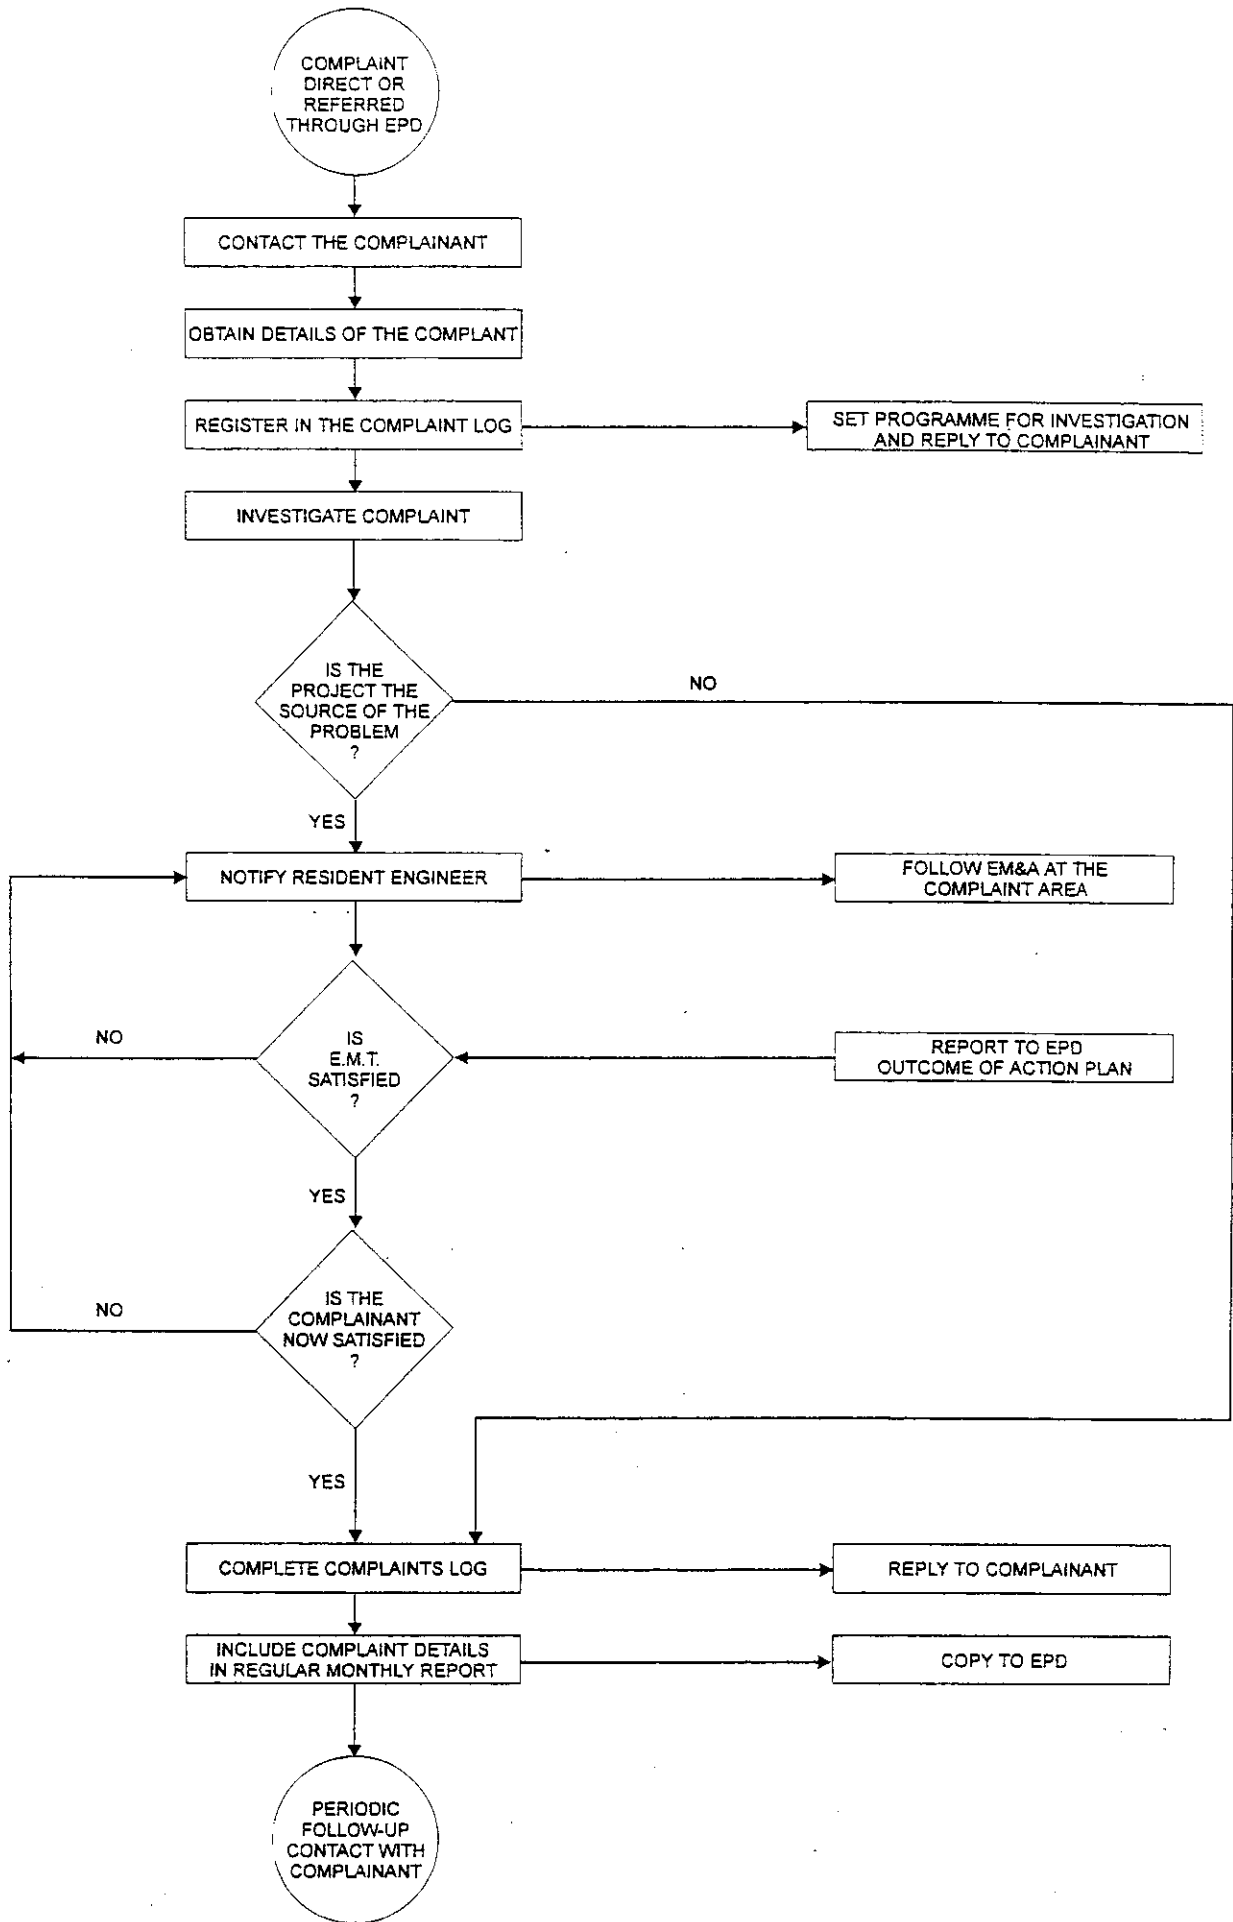 COMPLAINT
DIRECT OR
REFERRED
THROUGH EPD
CONTACT THE COMPLAINANT
OBTAIN DETAILS OF THE COMPLANT
REGISTER IN THE COMPLAINT LOG
SET PROGRAMME FOR INVESTIGATION
AND REPLY TO COMPLAINANT
INVESTIGATE COMPLAINT
IS THE
PROJECT THE
SOURCE OF THE
PROBLEM
?
NO
YES
NOTIFY RESIDENT ENGINEER
FOLLOW EM&A AT THE
COMPLAINT AREA
NO
IS
E.M.T.
SATISFIED
?
REPORT TO EPD
OUTCOME OF ACTION PLAN
YES
NO
IS THE
COMPLAINANT
NOW SATISFIED
?
YES
COMPLETE COMPLAINTS LOG
REPLY TO COMPLAINANT
INCLUDE COMPLAINT DETAILS
IN REGULAR MONTHLY REPORT
COPY TO EPD
PERIODIC
FOLLOW-UP
CONTACT WITH
COMPLAINANT